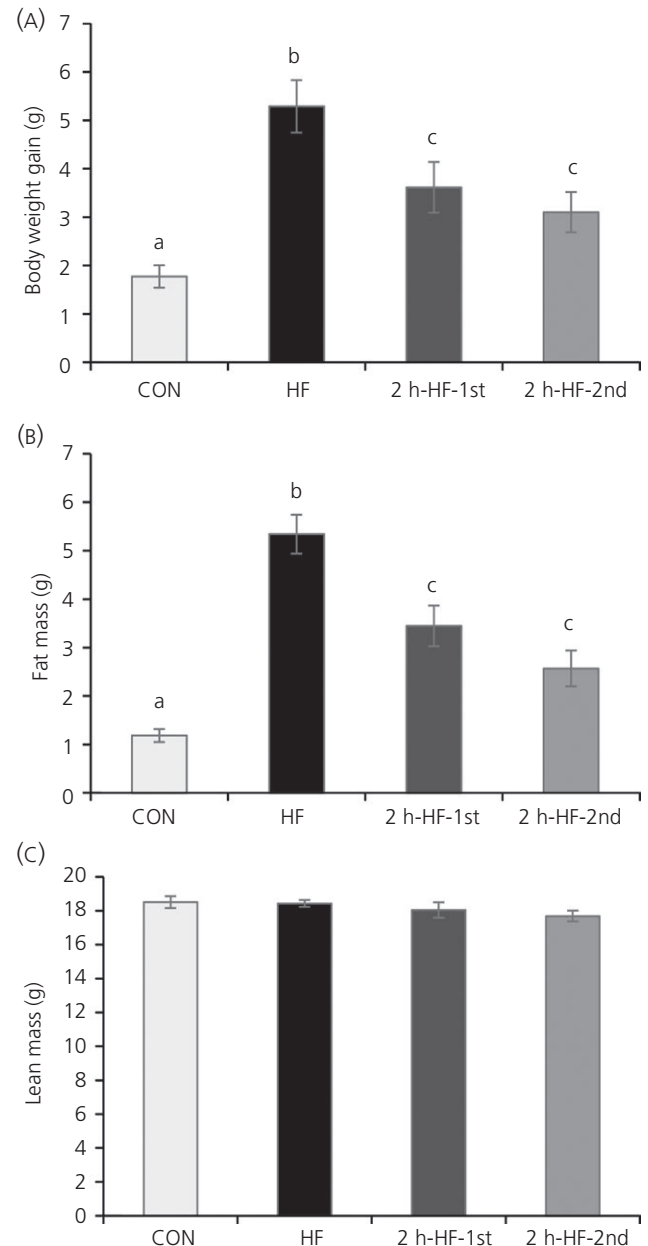 (A)
7
6
5
4
3
2
1
0
Body weight gain (g)
a
b
c
c
CON HF 2 h-HF-1st 2 h-HF-2nd
(B)
7
6
5
4
3
2
1
0
Fat mass (g)
a
b
c
c
CON HF 2 h-HF-1st 2 h-HF-2nd
(C)
20
18
16
14
12
10
8
6
4
2
0
Lean mass (g)
CON HF 2 h-HF-1st 2 h-HF-2nd